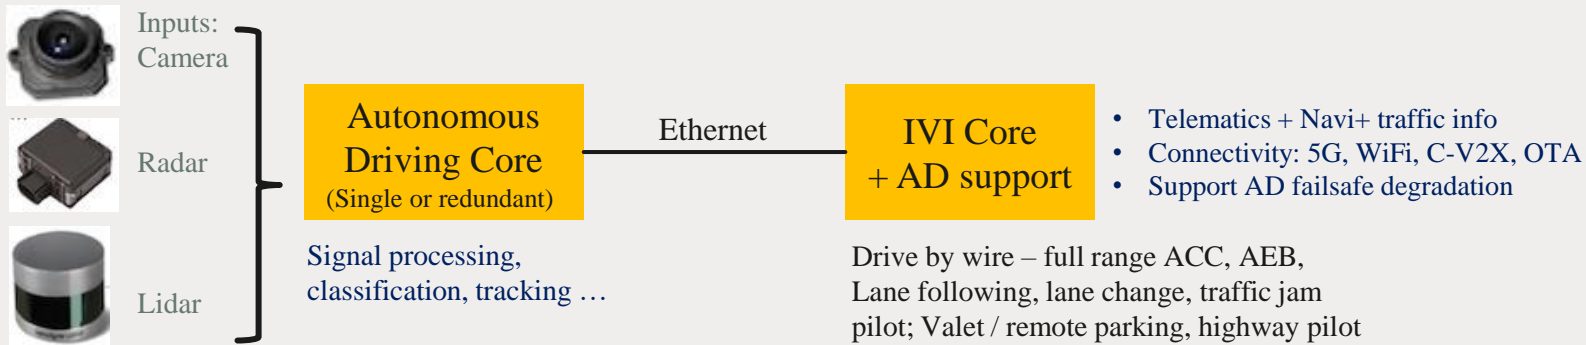 Inputs:
Camera
...
Radar
Lidar
Autonomous
Driving Core
(Single or redundant)
Signal processing,
classification, tracking …
Ethernet
IVI Core
+ AD support
• Telematics + Navi+ traffic info
• Connectivity: 5G, WiFi, C-V2X, OTA
• Support AD failsafe degradation
Drive by wire – full range ACC, AEB,
Lane following, lane change, traffic jam
pilot; Valet / remote parking, highway pilot